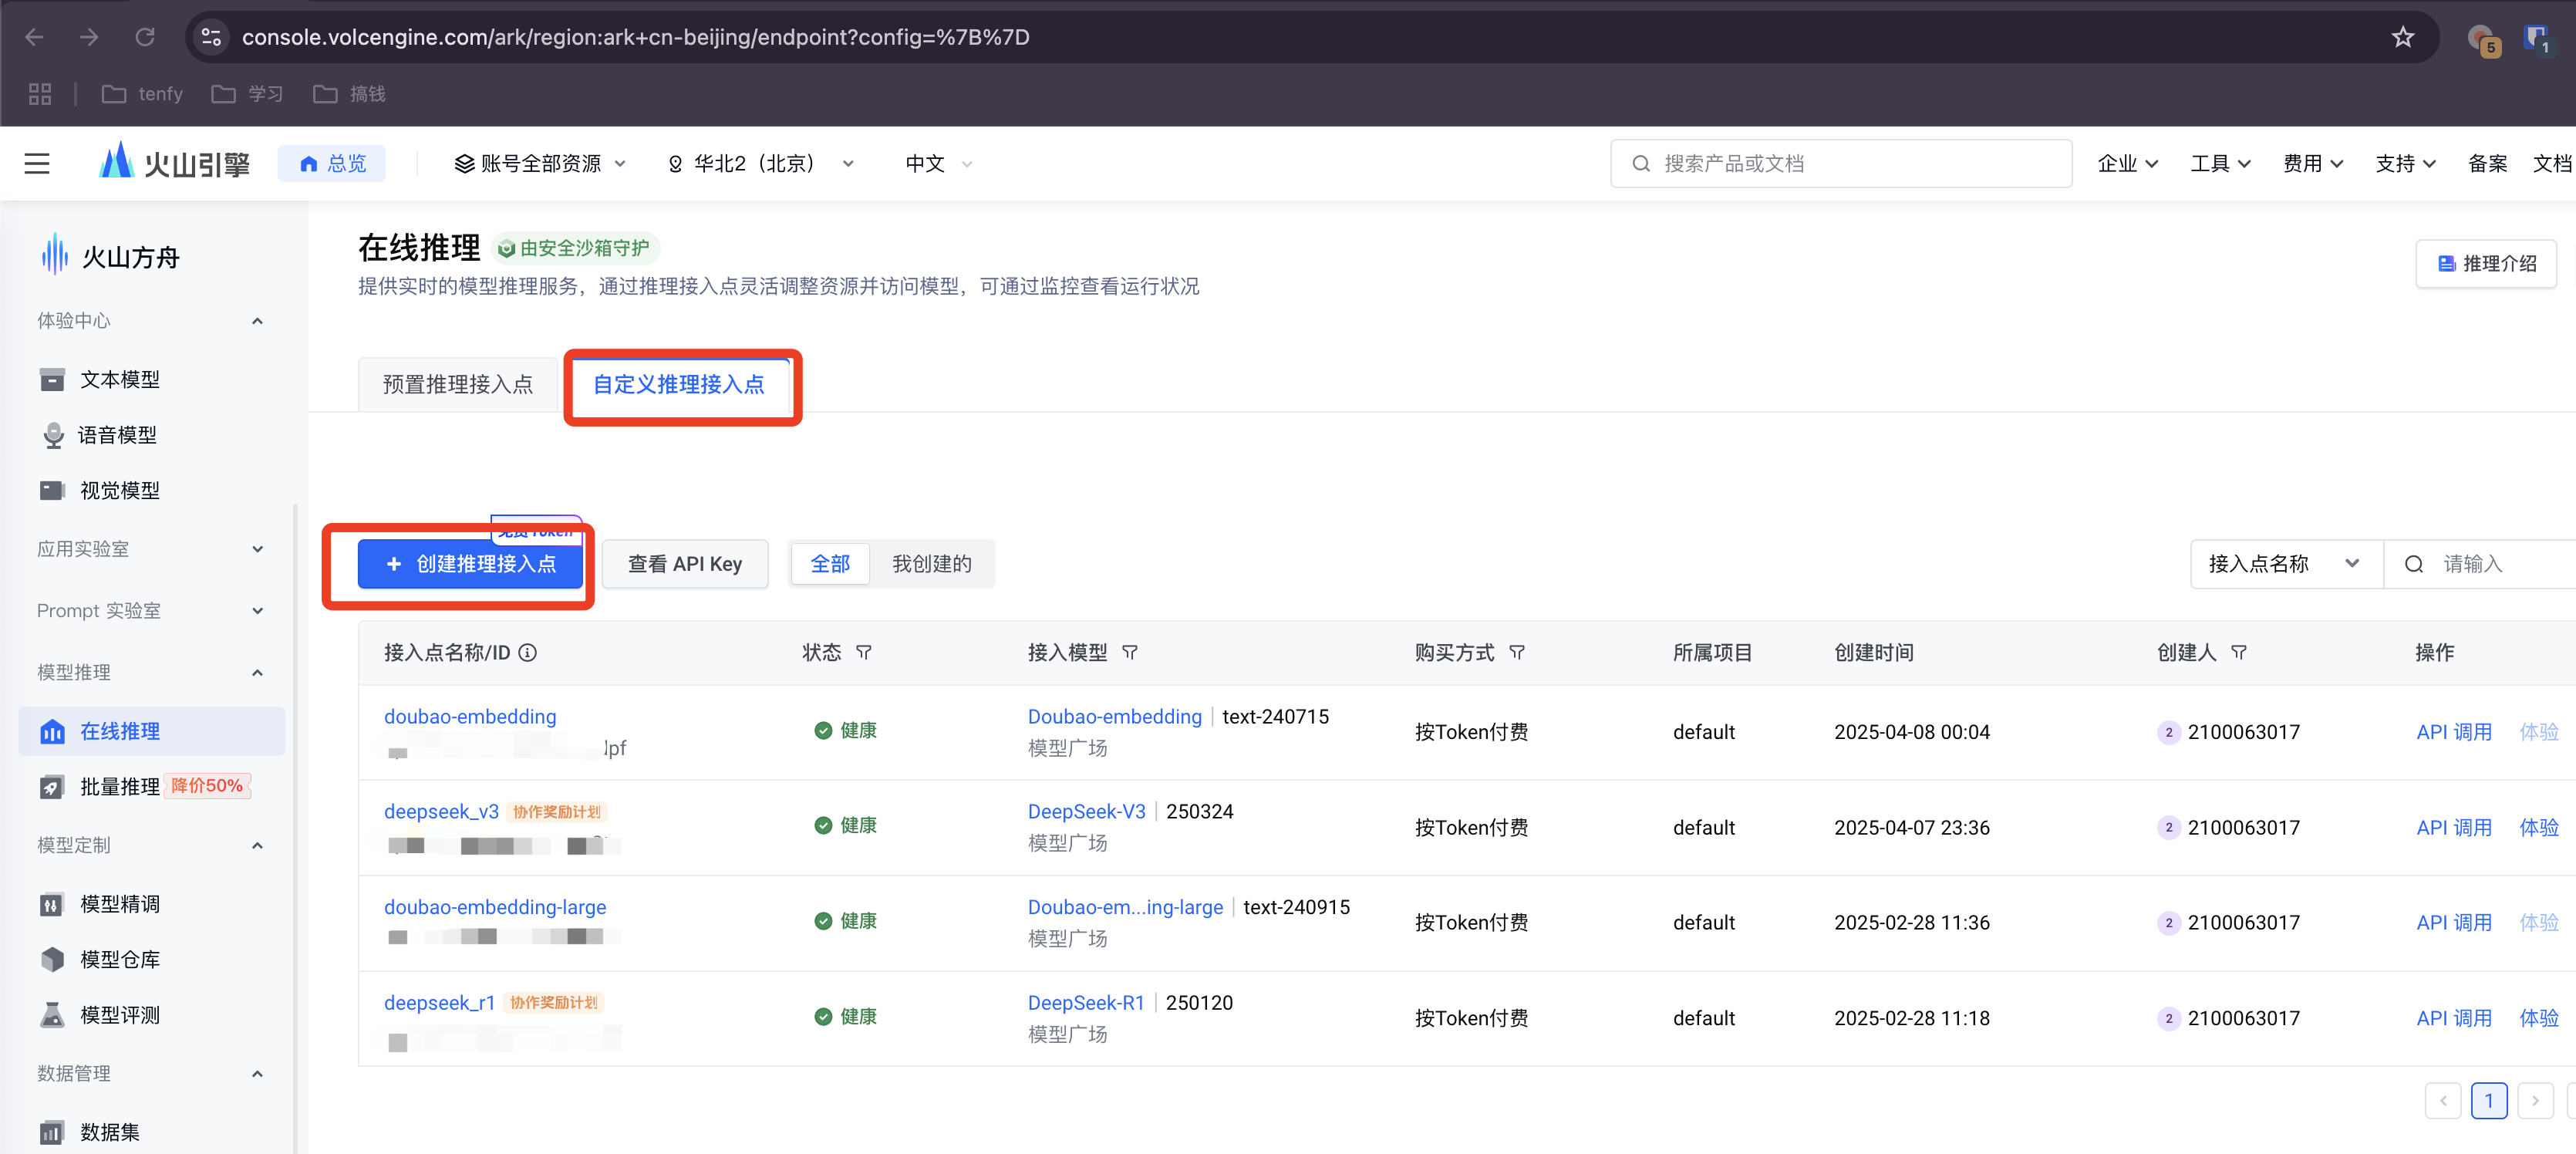 console.volcengine.com/ark/region:ark+cn-beijing/endpoint?config=%7B%7D
5
1
tenfy
学习
搞钱
火山引擎
总览
账号全部资源
华北2（北京）
中文
搜索产品或文档
企业
工具
费用
支持
备案
文档
火山方舟
体验中心
文本模型
语音模型
视觉模型
应用实验室
Prompt 实验室
模型推理
在线推理
批量推理 降价50%
模型定制
模型精调
模型仓库
模型评测
数据管理
数据集
在线推理 由安全沙箱守护
提供实时的模型推理服务，通过推理接入点灵活调整资源并访问模型，可通过监控查看运行状况
推理介绍
预置推理接入点
自定义推理接入点
+ 创建推理接入点
查看 API Key
全部
我创建的
接入点名称
请输入
接入点名称/ID 状态 接入模型 购买方式 所属项目 创建时间 创建人 操作
doubao-embedding 健康 Doubao-embedding | text-240715 按Token付费 default 2025-04-08 00:04 2 2100063017 API 调用 体验
模型广场
deepseek_v3 协作奖励计划 健康 DeepSeek-V3 | 250324 按Token付费 default 2025-04-07 23:36 2 2100063017 API 调用 体验
模型广场
doubao-embedding-large 健康 Doubao-em...ing-large | text-240915 按Token付费 default 2025-02-28 11:36 2 2100063017 API 调用 体验
模型广场
deepseek_r1 协作奖励计划 健康 DeepSeek-R1 | 250120 按Token付费 default 2025-02-28 11:18 2 2100063017 API 调用 体验
模型广场
1